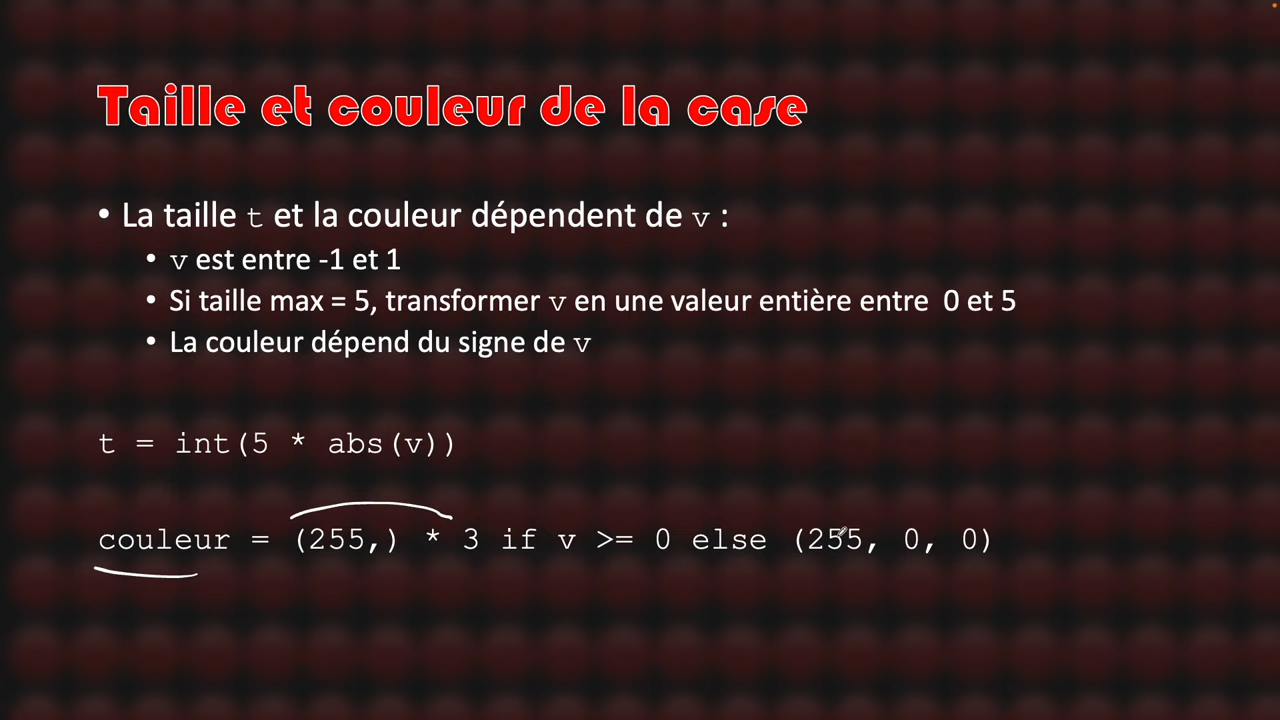 Taille et couleur de la case
• La taille t et la couleur dépendent de v :
• v est entre -1 et 1
• Si taille max = 5, transformer v en une valeur entière entre 0 et 5
• La couleur dépend du signe de v
t = int(5 * abs(v))
couleur = (255,) * 3 if v >= 0 else (255, 0, 0)